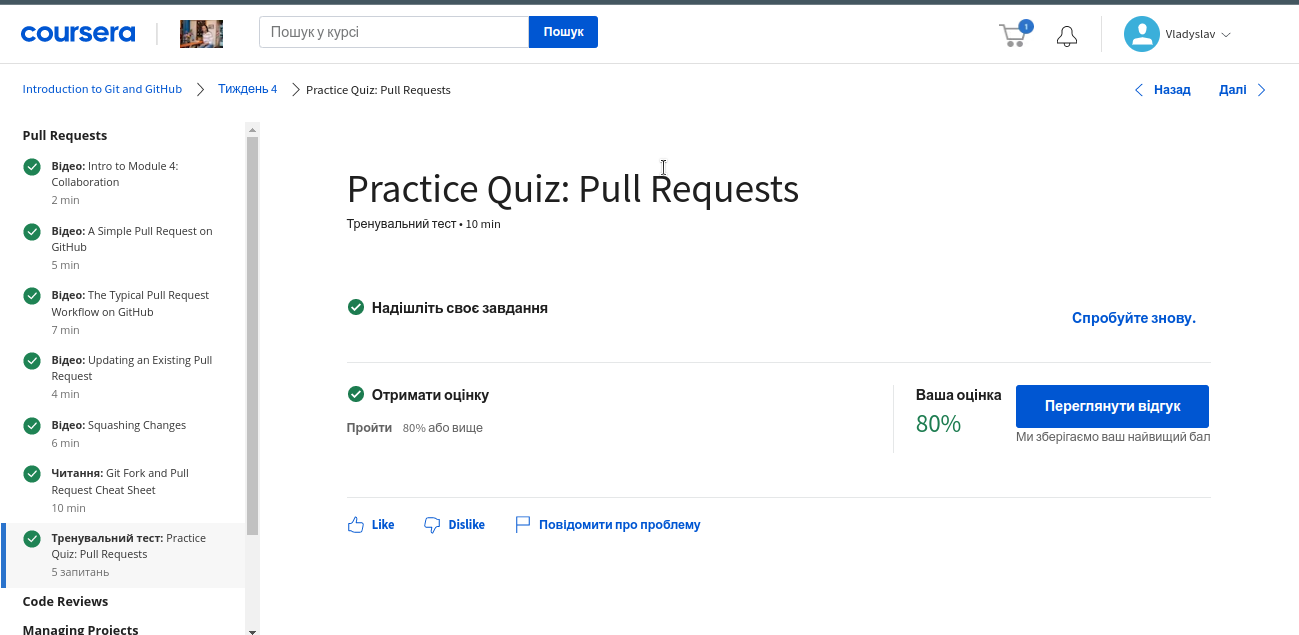 coursera
Пошук у курсі
Пошук
1
Vladyslav
Introduction to Git and GitHub
Тиждень 4
Practice Quiz: Pull Requests
Назад
Далі
Pull Requests
Відео: Intro to Module 4:
Collaboration
2 min
Відео: A Simple Pull Request on
GitHub
5 min
Відео: The Typical Pull Request
Workflow on GitHub
7 min
Відео: Updating an Existing Pull
Request
4 min
Відео: Squashing Changes
6 min
Читання: Git Fork and Pull
Request Cheat Sheet
10 min
Тренувальний тест: Practice
Quiz: Pull Requests
5 запитань
Code Reviews
Managing Projects
Practice Quiz: Pull Requests
Тренувальний тест • 10 min
Надішліть своє завдання
Спробуйте знову.
Отримати оцінку
Пройти 80% або вище
Ваша оцінка
80%
Переглянути відгук
Ми зберігаємо ваш найвищий бал
Like
Dislike
Повідомити про проблему